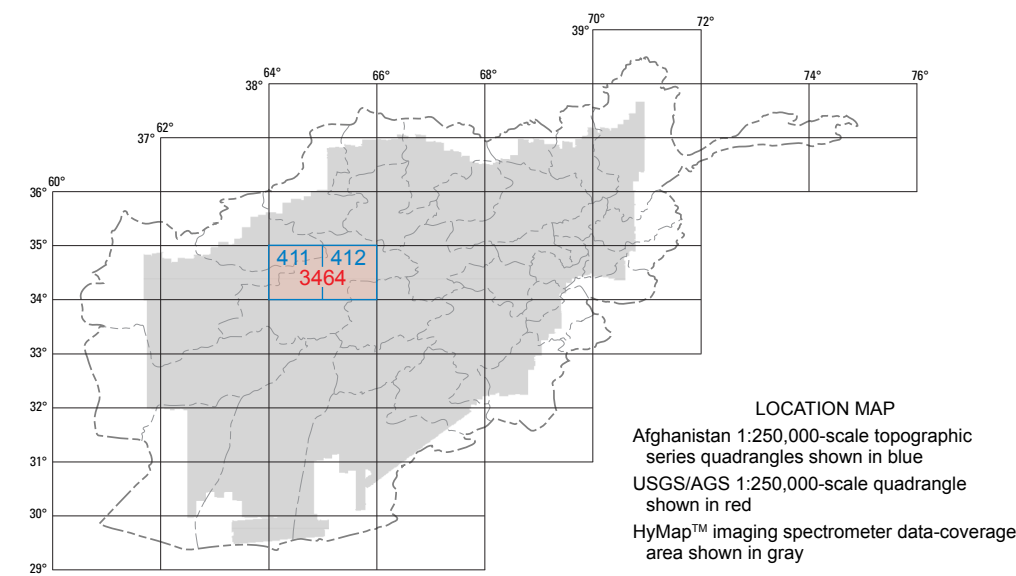 70° 72°
39°
64° 66° 68° 74° 76°
38°
62°
37°
60°
36°
35°
411 412
3464
34°
33°
32°
LOCATION MAP
Afghanistan 1:250,000-scale topographic
series quadrangles shown in blue
31°
USGS/AGS 1:250,000-scale quadrangle
shown in red
30°
HyMap™ imaging spectrometer data-coverage
area shown in gray
29°